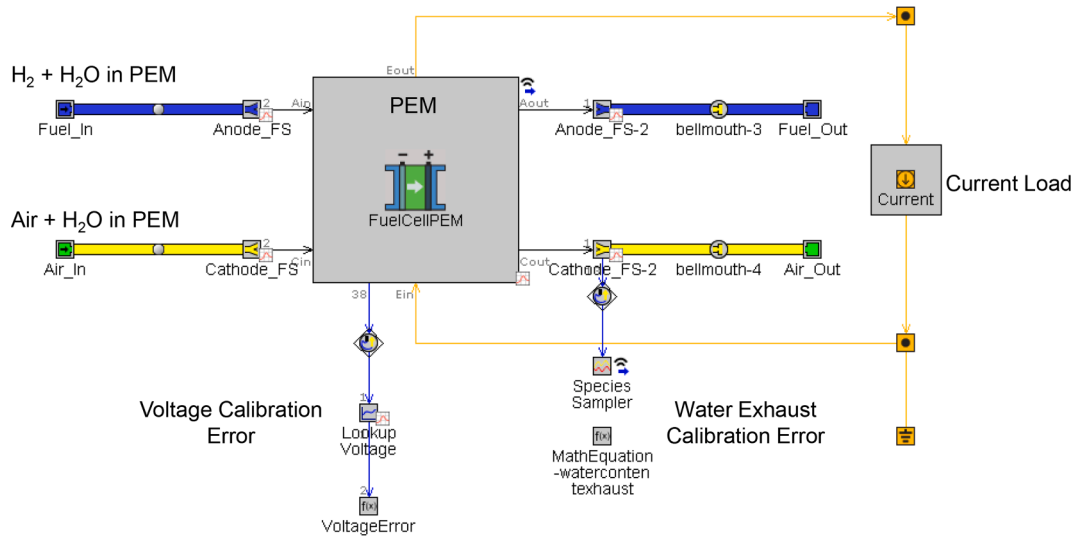 Eout
H2 + H2O in PEM
2
Ain
PEM
Aout
1
Fuel_In
Anode_FS
Anode_FS-2
bellmouth-3
Fuel_Out
- +
Current
Current Load
FuelCellPEM
Air + H2O in PEM
2
Cin
1
Cout
Air_In
Cathode_FS
Cathode_FS-2
bellmouth-4
Air_Out
38
Ein
Voltage Calibration
Error
1
Lookup
Voltage
Species
Sampler
Water Exhaust
Calibration Error
f(x)
MathEquation
-waterconten
texhaust
2
f(x)
VoltageError